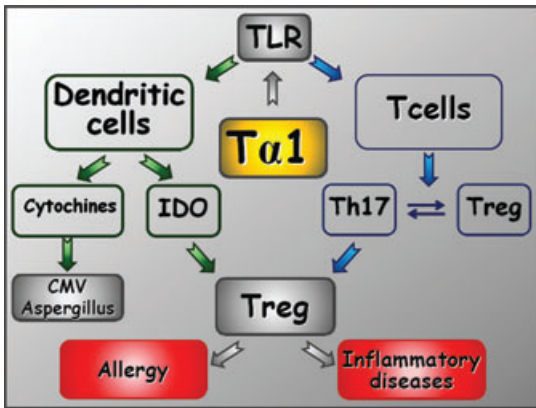 TLR
Dendritic
cells
Tα1
Tcells
Cytochines
IDO
Th17
Treg
CMV
Aspergillus
Treg
Allergy
Inflammatory
diseases